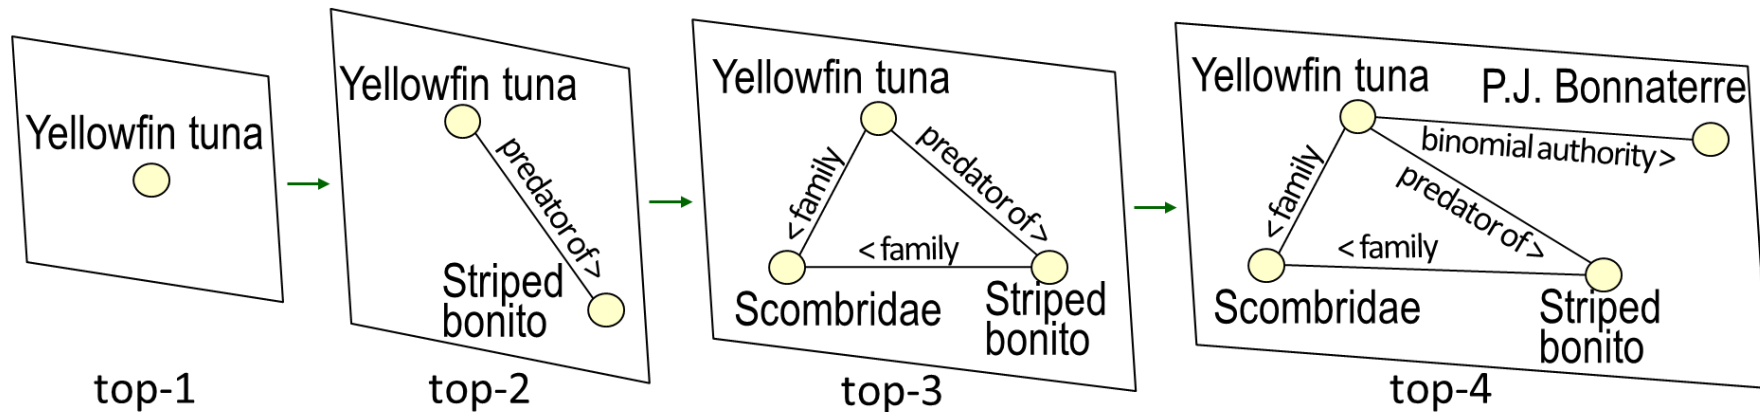 Yellowfin tuna
top-1
Yellowfin tuna
predator of >
Striped
bonito
top-2
Yellowfin tuna
< family
predator of >
< family
Scombridae
Striped
bonito
top-3
Yellowfin tuna
P.J. Bonnaterre
binomial authority >
< family
predator of >
< family
Scombridae
Striped
bonito
top-4